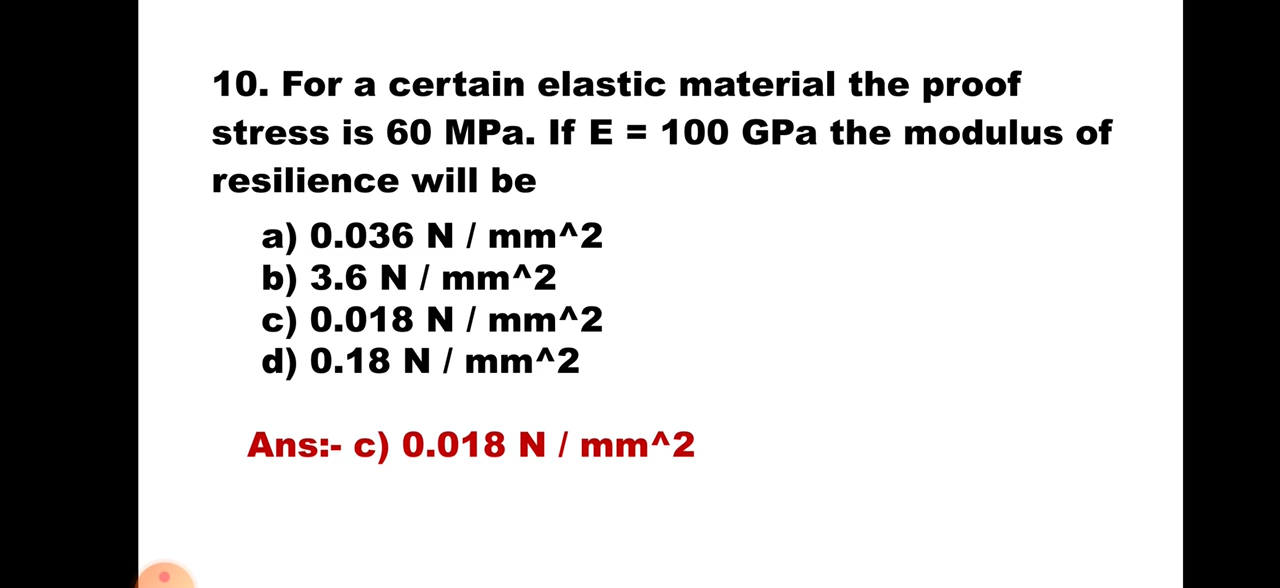 10. For a certain elastic material the proof
stress is 60 MPa. If E = 100 GPa the modulus of
resilience will be
a) 0.036 N / mm^2
b) 3.6 N / mm^2
c) 0.018 N / mm^2
d) 0.18 N / mm^2
Ans:- c) 0.018 N / mm^2